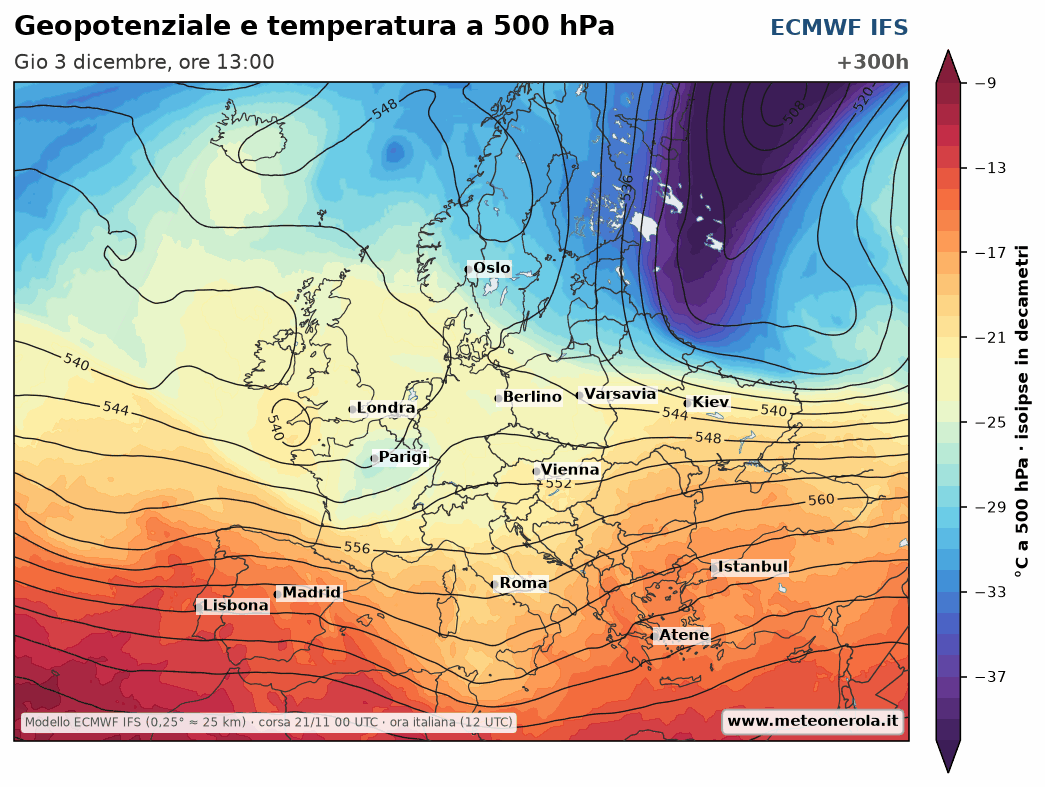 Geopotenziale e temperatura a 500 hPa
ECMWF IFS
Gio 3 dicembre, ore 13:00
+300h
548
508
520
536
Oslo
540
544
540
Londra
Berlino
Varsavia
Kiev
544
540
548
Parigi
Vienna
552
560
556
Roma
Istanbul
Madrid
Lisbona
Atene
Modello ECMWF IFS (0,25° ≈ 25 km) · corsa 21/11 00 UTC · ora italiana (12 UTC)
www.meteonerola.it
−9
−13
−17
−21
−25
−29
−33
−37
°C a 500 hPa · isoipse in decametri